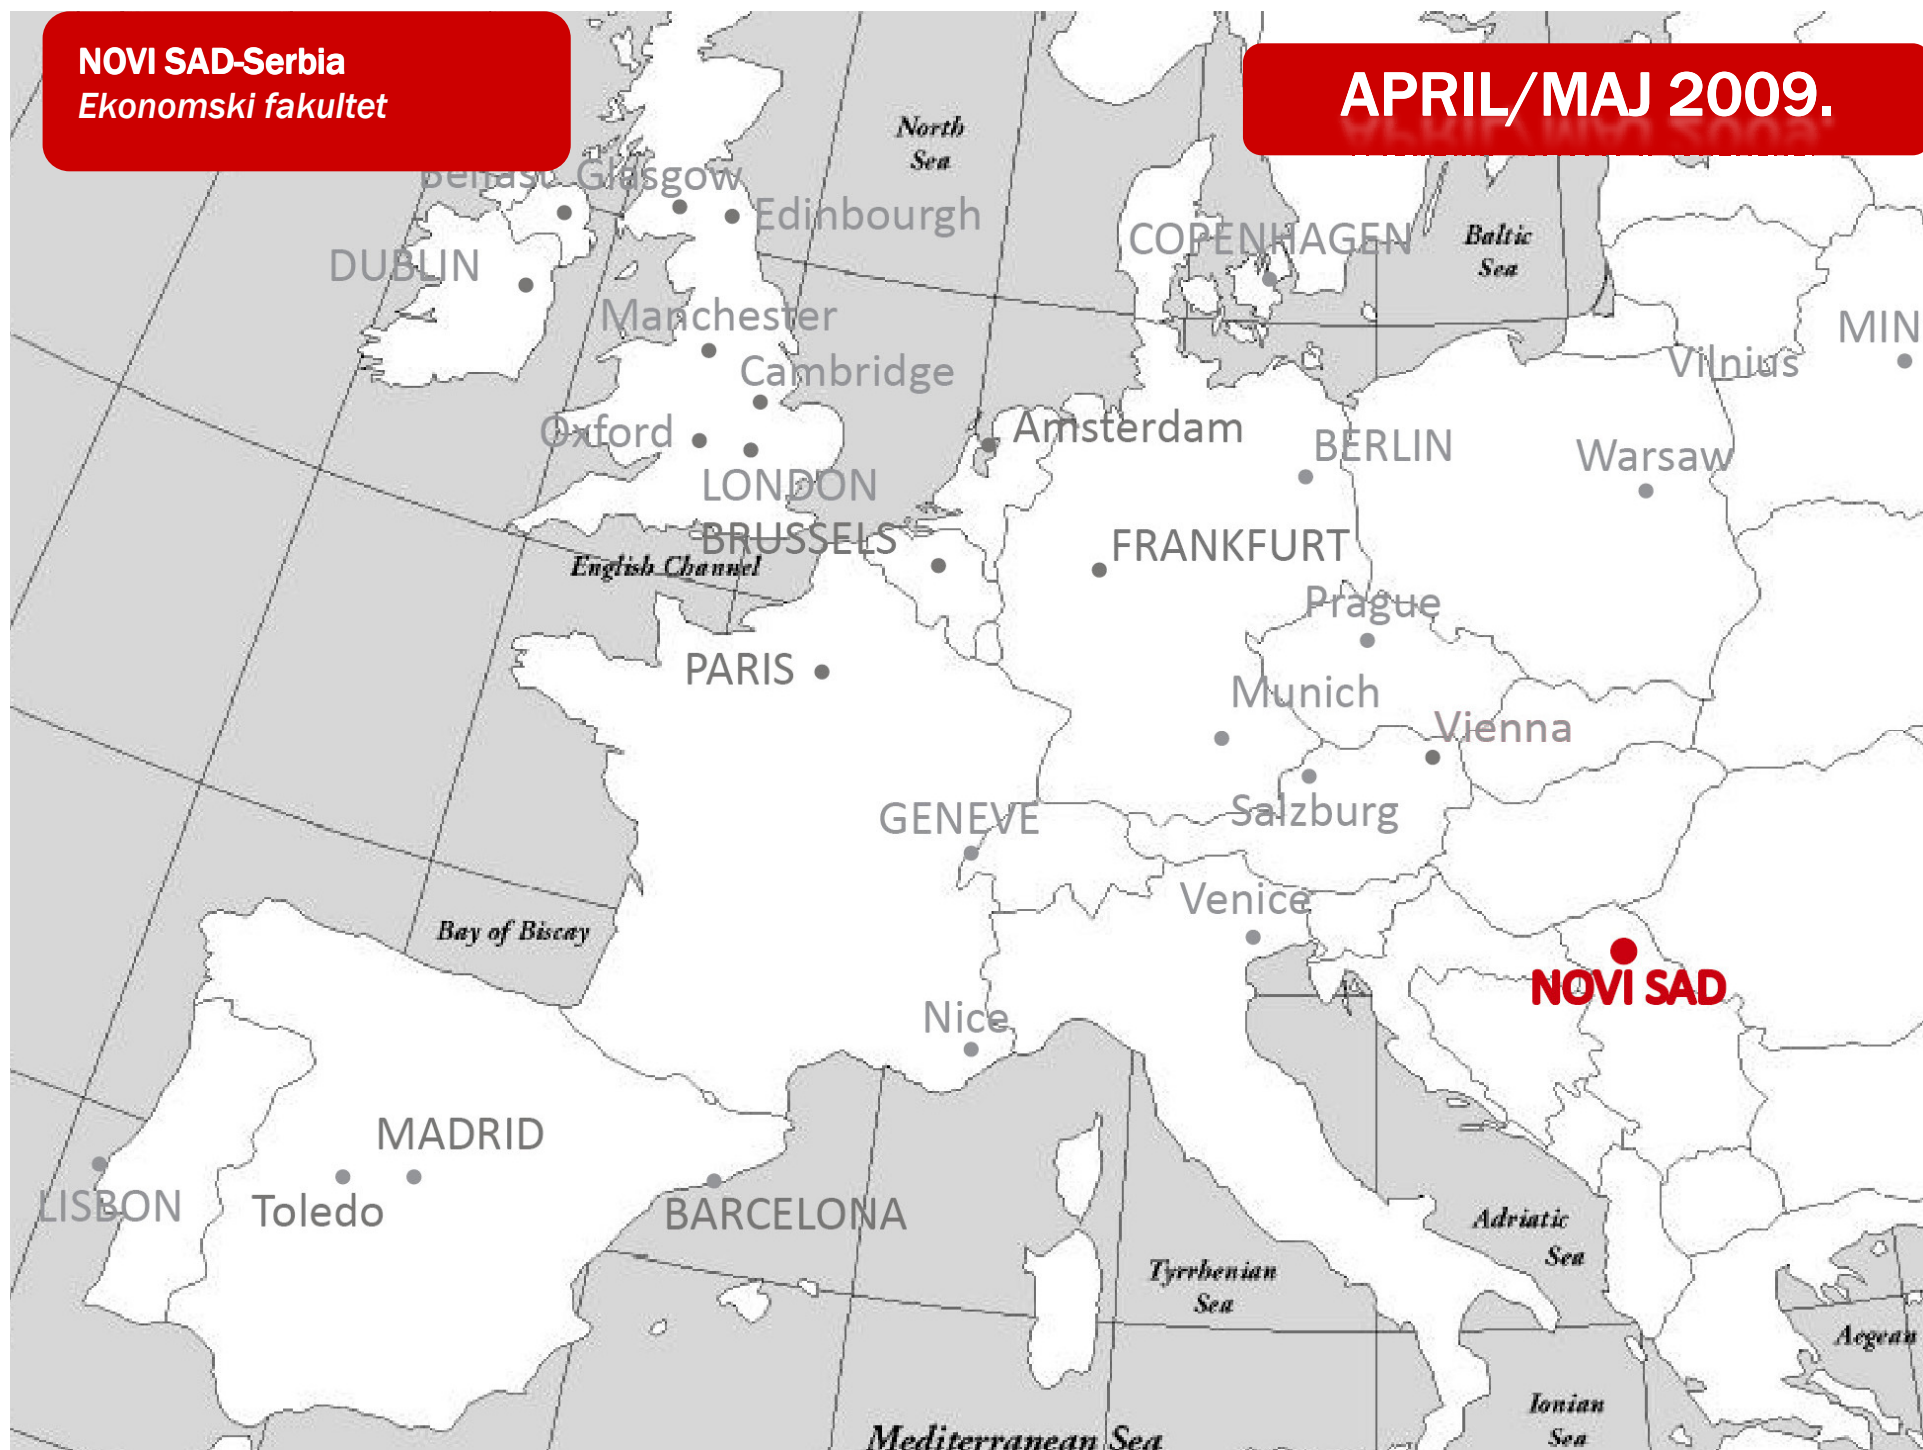 NOVI SAD-Serbia
Ekonomski fakultet
APRIL/MAJ 2009.
North
Sea
Belfast
Glasgow
Edinbourgh
DUBLIN
COPENHAGEN
Baltic
Sea
Manchester
MIN
Vilnius
Cambridge
Oxford
Amsterdam
BERLIN
Warsaw
LONDON
BRUSSELS
FRANKFURT
English Channel
Prague
PARIS
Munich
Vienna
GENEVE
Salzburg
Venice
Bay of Biscay
NOVI SAD
Nice
MADRID
LISBON
Toledo
BARCELONA
Adriatic
Sea
Tyrrhenian
Sea
Aegean
Ionian
Sea
Mediterranean Sea